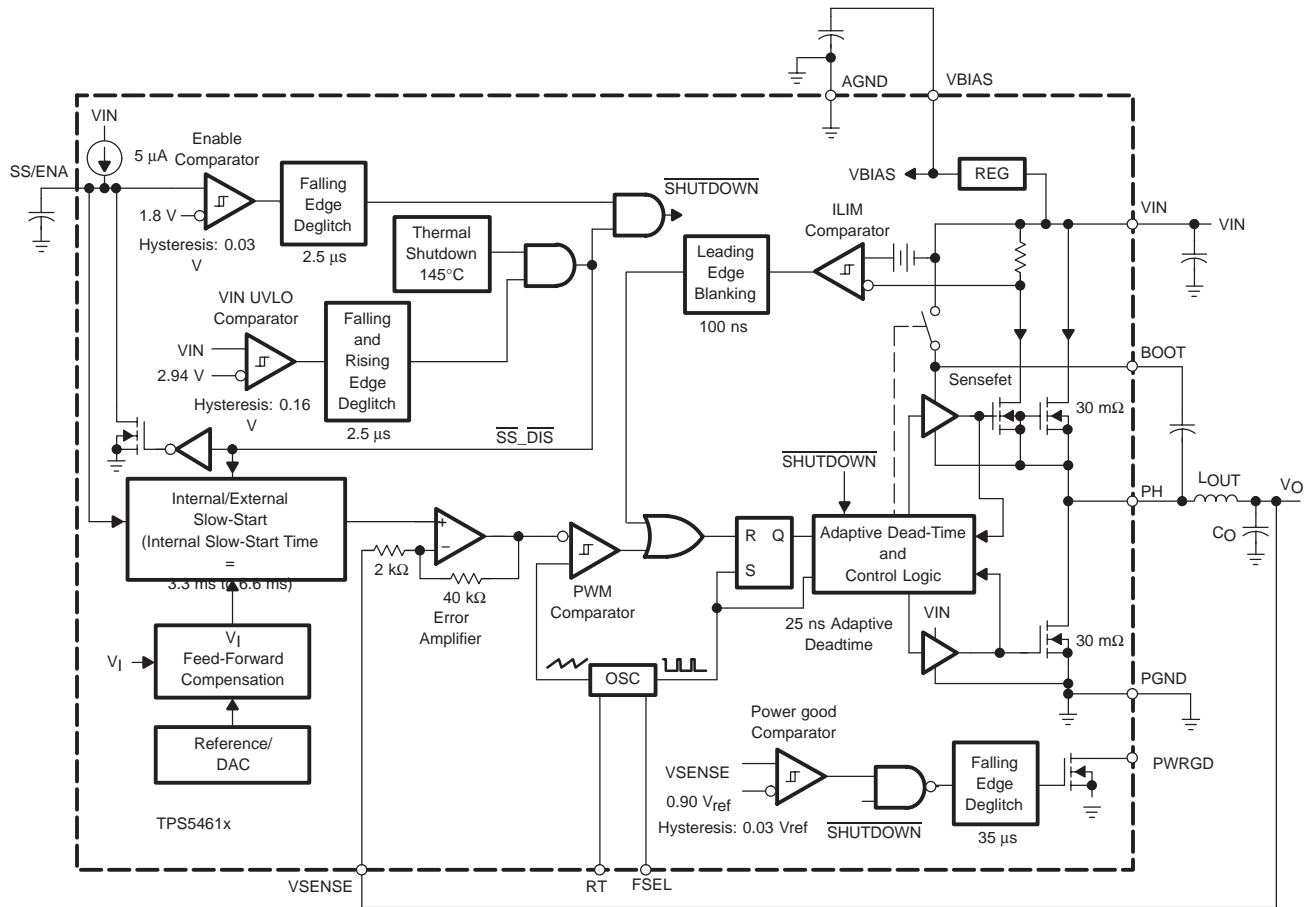 AGND
VBIAS
VIN
5 μA
Enable
Comparator
SS/ENA
1.8 V
Hysteresis: 0.03
V
Falling
Edge
Deglitch
2.5 μs
SHUTDOWN
Thermal
Shutdown
145°C
VIN UVLO
Comparator
VIN
2.94 V
Hysteresis: 0.16
V
Falling
and
Rising
Edge
Deglitch
2.5 μs
SS_DIS
VBIAS
REG
VIN
VIN
ILIM
Comparator
Leading
Edge
Blanking
100 ns
BOOT
Sensefet
30 mΩ
SHUTDOWN
PH
LOUT
VO
CO
Internal/External
Slow-Start
(Internal Slow-Start Time
=
3.3 ms to 6.6 ms)
2 kΩ
+
−
40 kΩ
Error
Amplifier
PWM
Comparator
R Q
S
Adaptive Dead-Time
and
Control Logic
25 ns Adaptive
Deadtime
VIN
30 mΩ
PGND
VI
VI
Feed-Forward
Compensation
OSC
Reference/
DAC
Power good
Comparator
VSENSE
0.90 Vref
Hysteresis: 0.03 Vref
SHUTDOWN
Falling
Edge
Deglitch
35 μs
PWRGD
TPS5461x
VSENSE
RT
FSEL